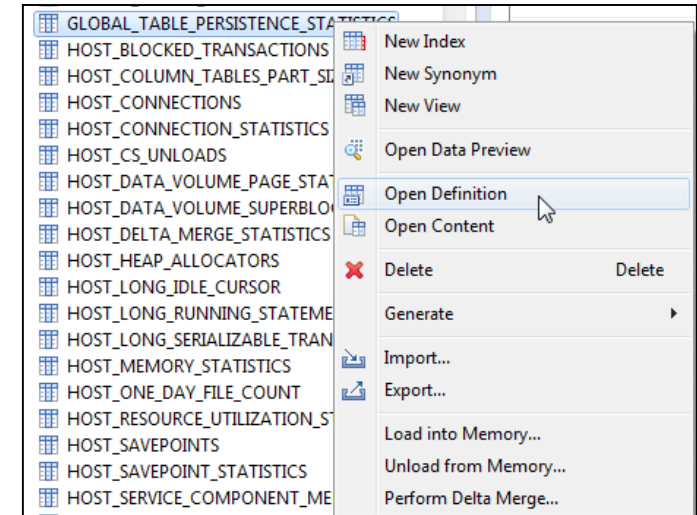 GLOBAL_TABLE_PERSISTENCE_STATISTICS
HOST_BLOCKED_TRANSACTIONS
HOST_COLUMN_TABLES_PART_SI
HOST_CONNECTIONS
HOST_CONNECTION_STATISTICS
HOST_CS_UNLOADS
HOST_DATA_VOLUME_PAGE_STAT
HOST_DATA_VOLUME_SUPERBLO
HOST_DELTA_MERGE_STATISTICS
HOST_HEAP_ALLOCATORS
HOST_LONG_IDLE_CURSOR
HOST_LONG_RUNNING_STATEME
HOST_LONG_SERIALIZABLE_TRAN
HOST_MEMORY_STATISTICS
HOST_ONE_DAY_FILE_COUNT
HOST_RESOURCE_UTILIZATION_ST
HOST_SAVEPOINTS
HOST_SAVEPOINT_STATISTICS
HOST_SERVICE_COMPONENT_ME
New Index
New Synonym
New View
Open Data Preview
Open Definition
Open Content
Delete Delete
Generate
Import...
Export...
Load into Memory...
Unload from Memory...
Perform Delta Merge...